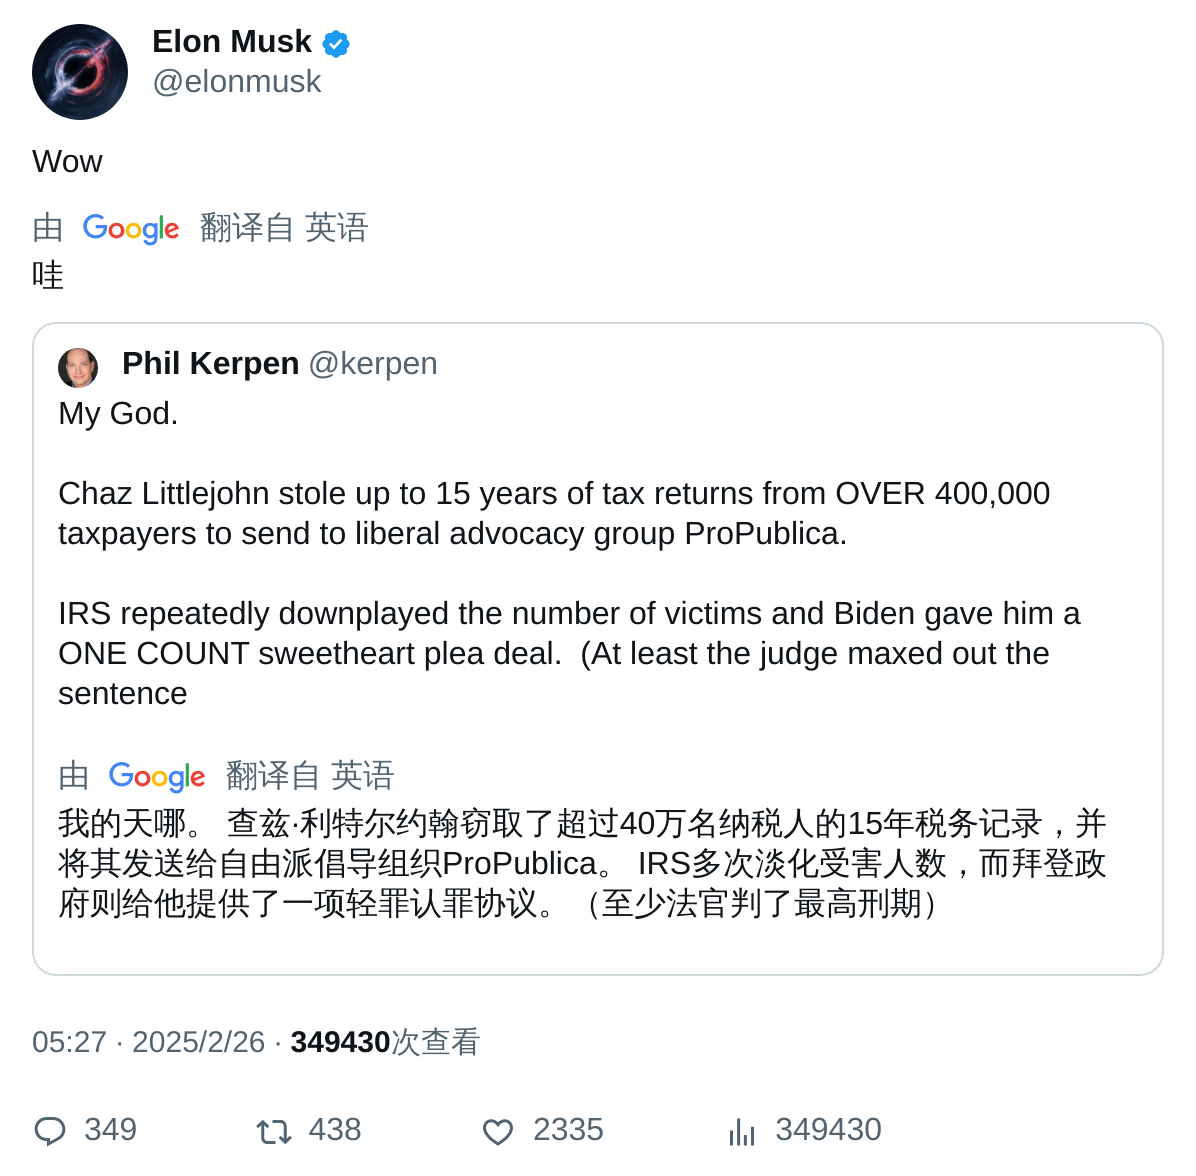 Elon Musk
@elonmusk
Wow
由 Google 翻译自 英语
哇
Phil Kerpen @kerpen
My God.
Chaz Littlejohn stole up to 15 years of tax returns from OVER 400,000
taxpayers to send to liberal advocacy group ProPublica.
IRS repeatedly downplayed the number of victims and Biden gave him a
ONE COUNT sweetheart plea deal.  (At least the judge maxed out the
sentence
由 Google 翻译自 英语
我的天哪。 查兹·利特尔约翰窃取了超过40万名纳税人的15年税务记录，并
将其发送给自由派倡导组织ProPublica。 IRS多次淡化受害人数，而拜登政
府则给他提供了一项轻罪认罪协议。（至少法官判了最高刑期）
05:27 · 2025/2/26 · 349430次查看
349 438 2335 349430